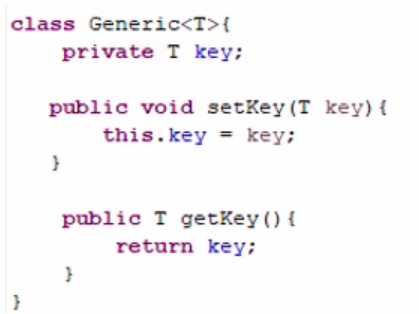 class Generic<T>{
private T key;
public void setKey(T key){
this.key = key;
}
public T getKey(){
return key;
}
}